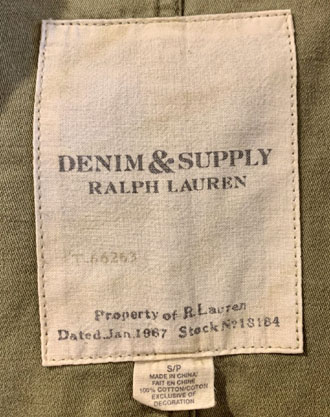 DENIM & SUPPLY
RALPH LAUREN
T-66263
Property of R. Lauren
Dated. Jan. 1967 Stock Nº 18184
S/P
MADE IN CHINA
FAIT EN CHINE
100% COTTON/COTON
EXCLUSIVE OF
DECORATION